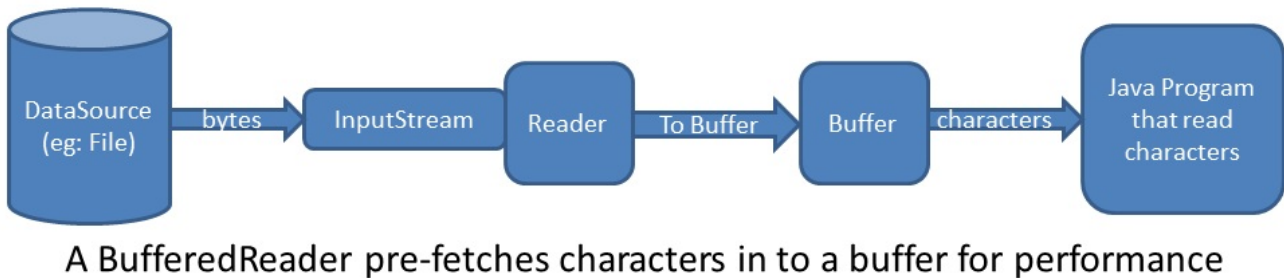 DataSource
(eg: File)
bytes
InputStream
Reader
To Buffer
Buffer
characters
Java Program
that read
characters
A BufferedReader pre-fetches characters in to a buffer for performance